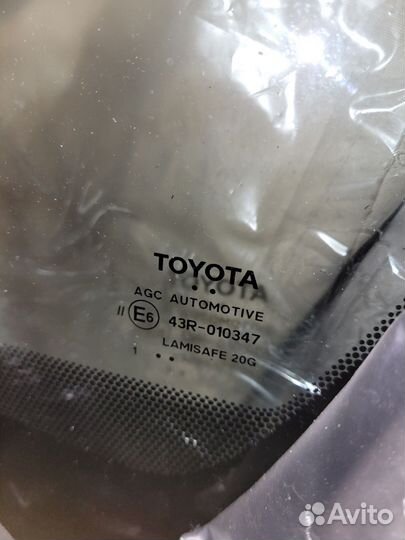 TOYOTA
AGC AUTOMOTIVE
II E6 43R-010347
LAMISAFE 20G
1
Avito